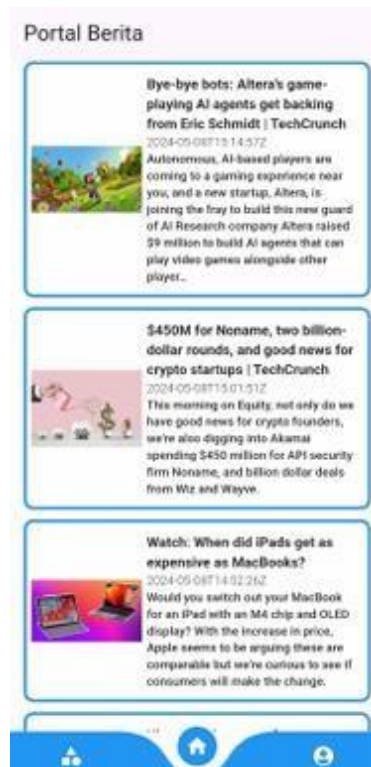 Portal Berita
Bye-bye bots: Altera's game-
playing AI agents get backing
from Eric Schmidt | TechCrunch
2024-05-08T15:14:57Z
Autonomous, AI-based players are
coming to a gaming experience near
you, and a new startup, Altera, is
joining the fray to build this new guard
of AI Research company Altera raised
$9 million to build AI agents that can
play video games alongside other
player...
$450M for Noname, two billion-
dollar rounds, and good news for
crypto startups | TechCrunch
2024-05-08T15:01:51Z
This morning on Equity, not only do we
have good news for crypto founders,
we're also digging into Akamai
spending $450 million for API security
firm Noname, and billion dollar deals
from Wiz and Wayve.
Watch: When did iPads get as
expensive as MacBooks?
2024-05-08T14:52:26Z
Would you switch out your MacBook
for an iPad with an M4 chip and OLED
display? With the increase in price,
Apple seems to be arguing these are
comparable but we're curious to see if
consumers will make the change.